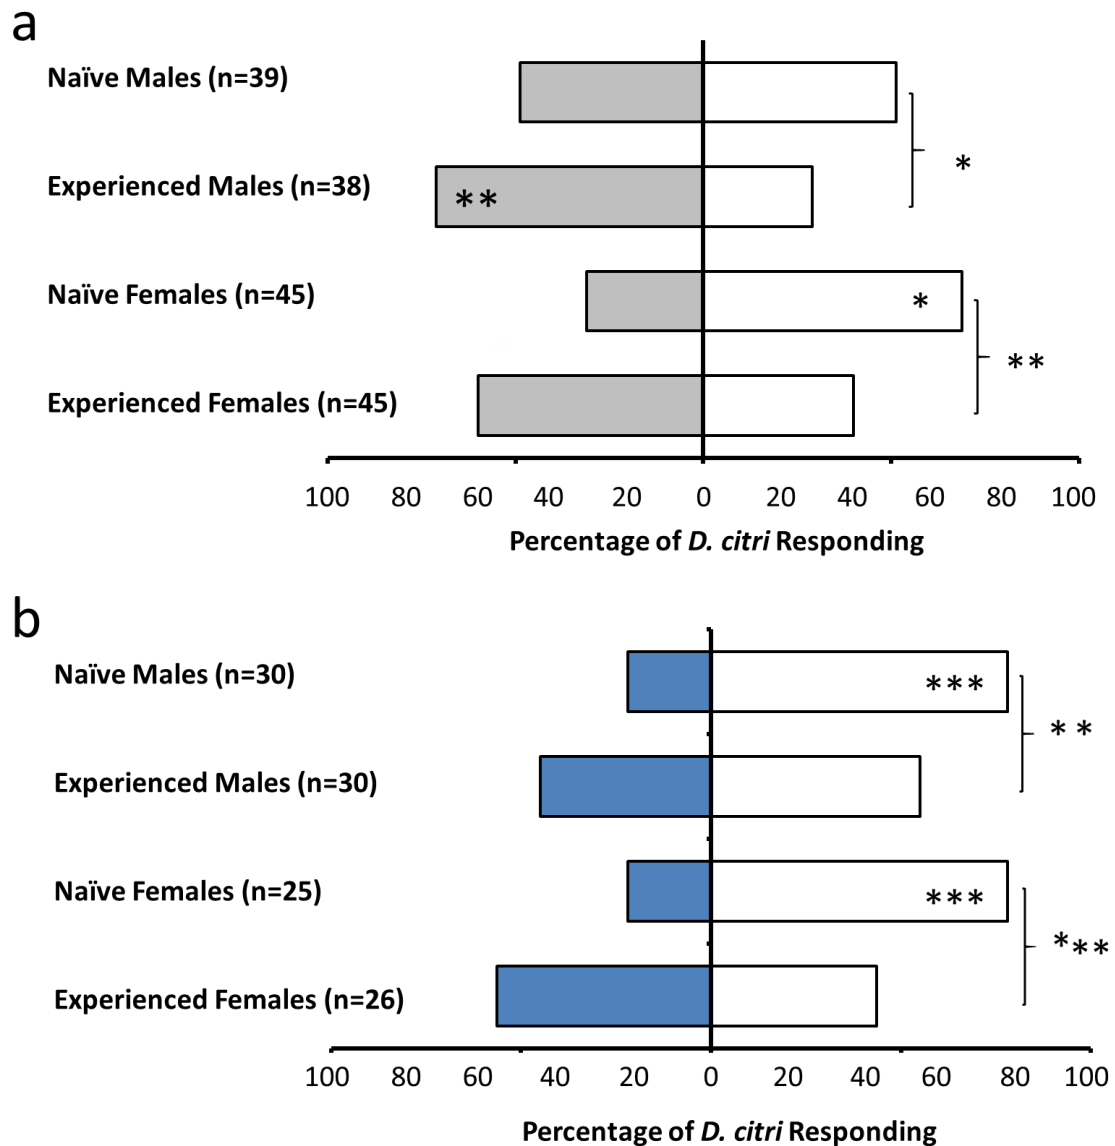 a
Naïve Males (n=39)
*
Experienced Males (n=38)
**
Naïve Females (n=45)
*
**
Experienced Females (n=45)
100 80 60 40 20 0 20 40 60 80 100
Percentage of D. citri Responding
b
Naïve Males (n=30)
***
**
Experienced Males (n=30)
Naïve Females (n=25)
***
***
Experienced Females (n=26)
100 80 60 40 20 0 20 40 60 80 100
Percentage of D. citri Responding